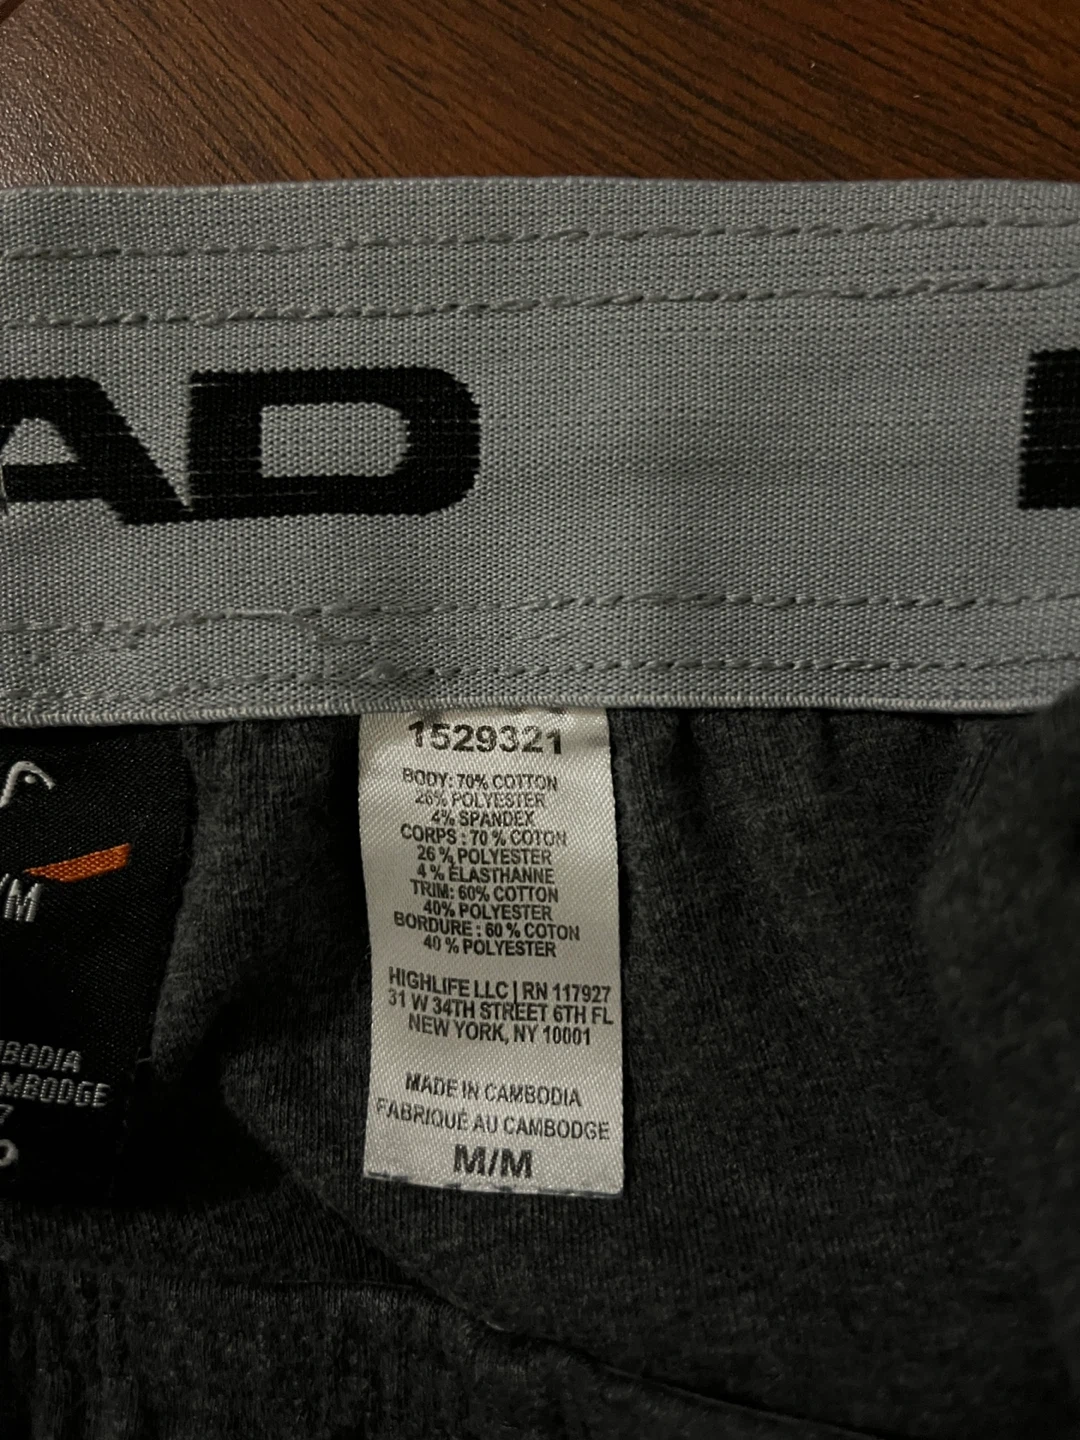 AD
1529321
BODY: 70% COTTON
26% POLYESTER
4% SPANDEX
CORPS : 70 % COTON
26 % POLYESTER
4 % ÉLASTHANNE
TRIM: 60% COTTON
40% POLYESTER
BORDURE : 60 % COTON
40 % POLYESTER
HIGHLIFE LLC | RN 117927
31 W 34TH STREET 6TH FL
NEW YORK, NY 10001
MADE IN CAMBODIA
FABRIQUÉ AU CAMBODGE
M/M
/M
MBODIA
AMBODGE